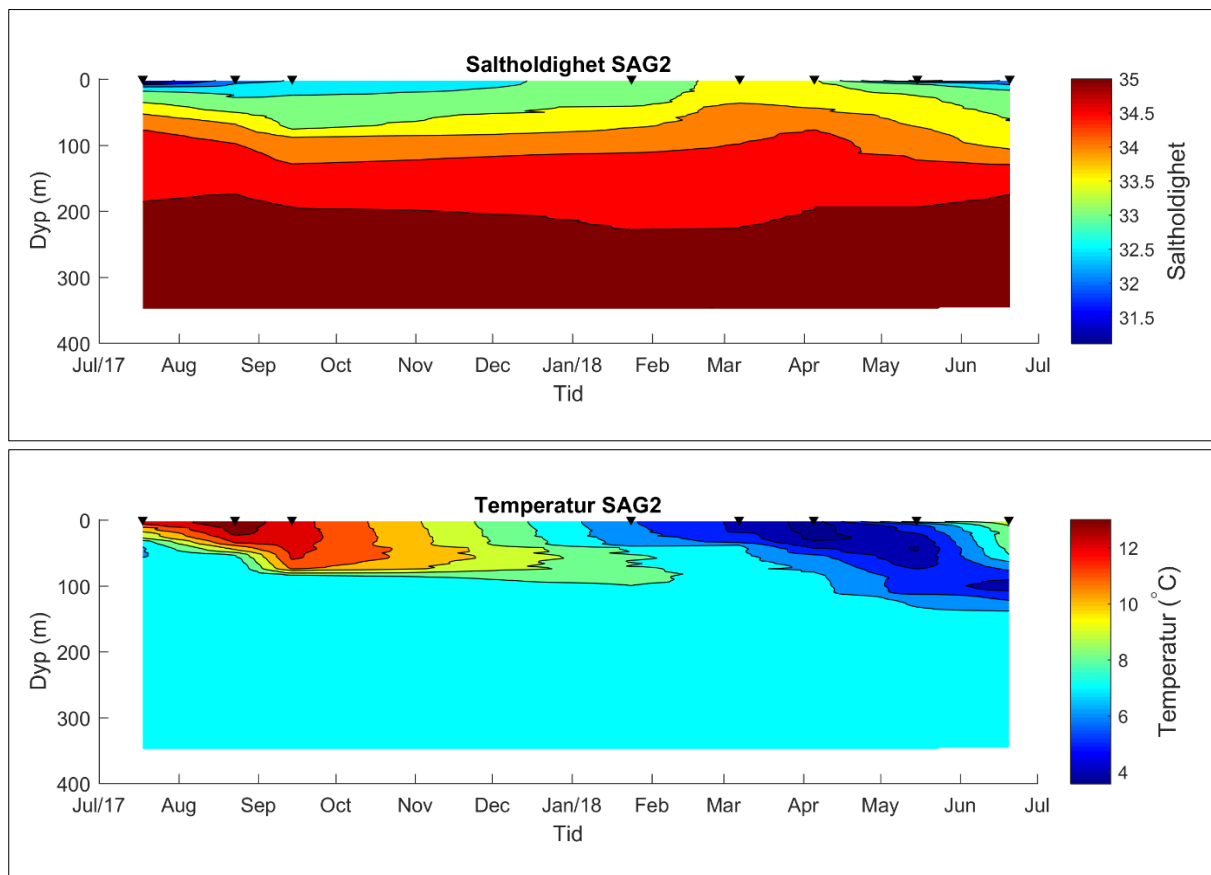 Saltholdighet SAG2
0
100
200
300
400
Dyp (m)
Jul/17 Aug Sep Oct Nov Dec Jan/18 Feb Mar Apr May Jun Jul
Tid
35
34.5
34
33.5
33
32.5
32
31.5
Saltholdighet
Temperatur SAG2
0
100
200
300
400
Dyp (m)
Jul/17 Aug Sep Oct Nov Dec Jan/18 Feb Mar Apr May Jun Jul
Tid
12
10
8
6
4
Temperatur (°C)